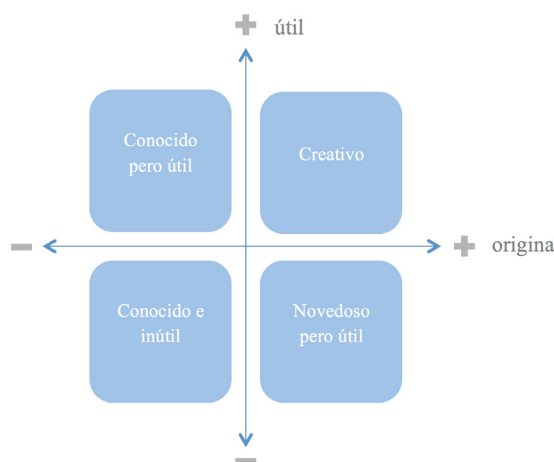 útil
Conocido
pero útil
Creativo
origina
Conocido e
inútil
Novedoso
pero útil